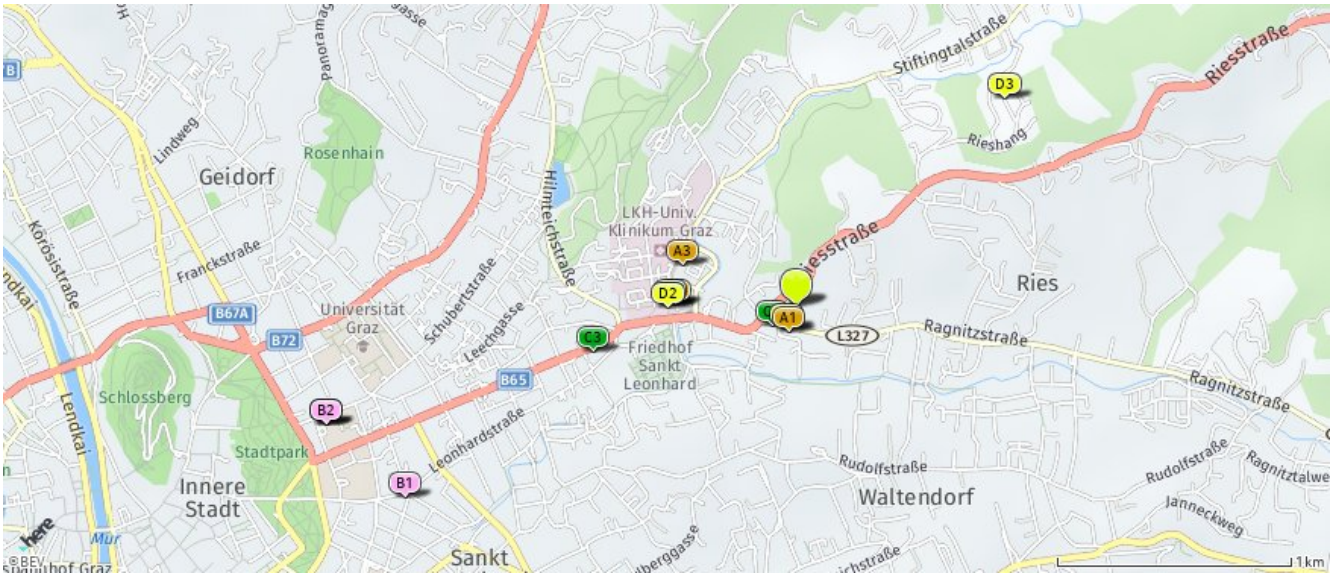 Riesstraße
Stiftingtalstraße
D3
Rieshang
Lindweg
Rosenhain
Geidorf
Hilmteichstraße
LKH-Univ.
Klinikum Graz
A3
Körösistraße
Franckstraße
Schubertstraße
Leechgasse
D2
Ries
B67A
Universität
Graz
B72
A1
L327
Ragnitzstraße
C3
Friedhof
Sankt
Leonhard
B65
Ragnitzstraße
Schlossberg
Lendkai
B2
Leonhardstraße
Stadtpark
B1
Innere
Stadt
Rudolfstraße
Rudolfstraße
Waltendorf
Janneckweg
Mur
here
©BEV
Sankt
1km